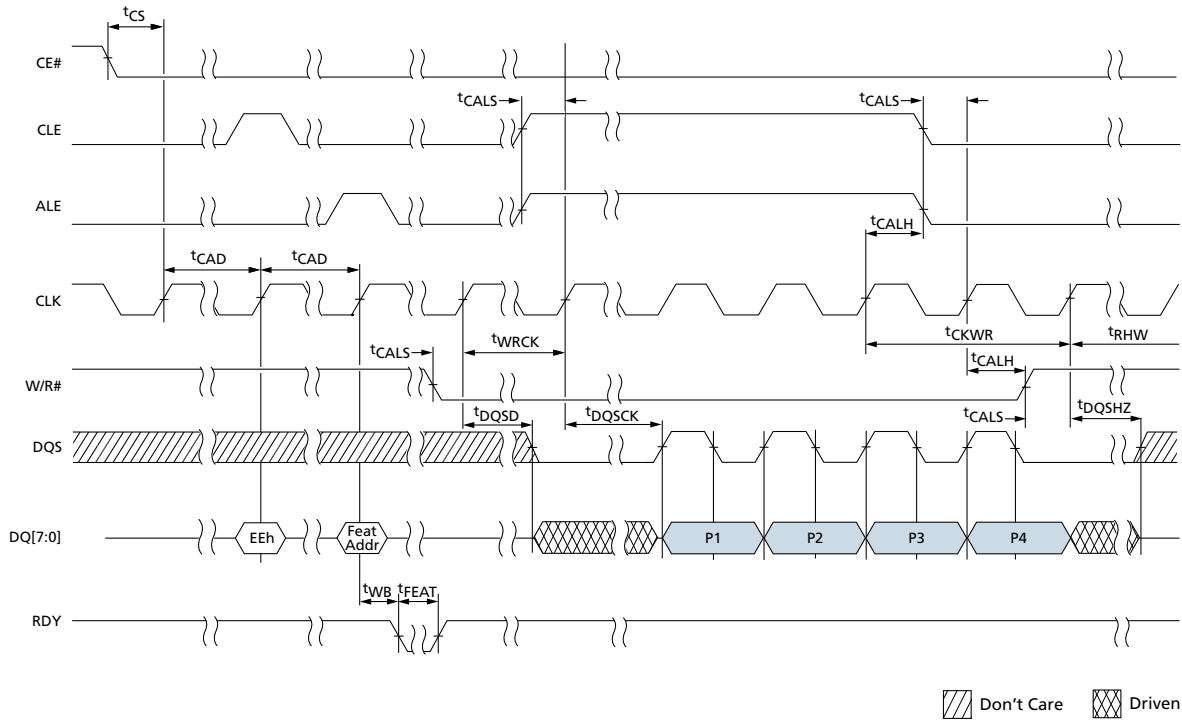 tCS
CE#
tCALS
tCALS
CLE
ALE
tCALH
tCAD
tCAD
CLK
tWRCK
tCKWR
tRHW
tCALS
tCALH
W/R#
tDQSD
tDQSCK
tCALS
tDQSHZ
DQS
DQ[7:0]
EEh
Feat
Addr
P1
P2
P3
P4
tWB
tFEAT
RDY
Don't Care
Driven